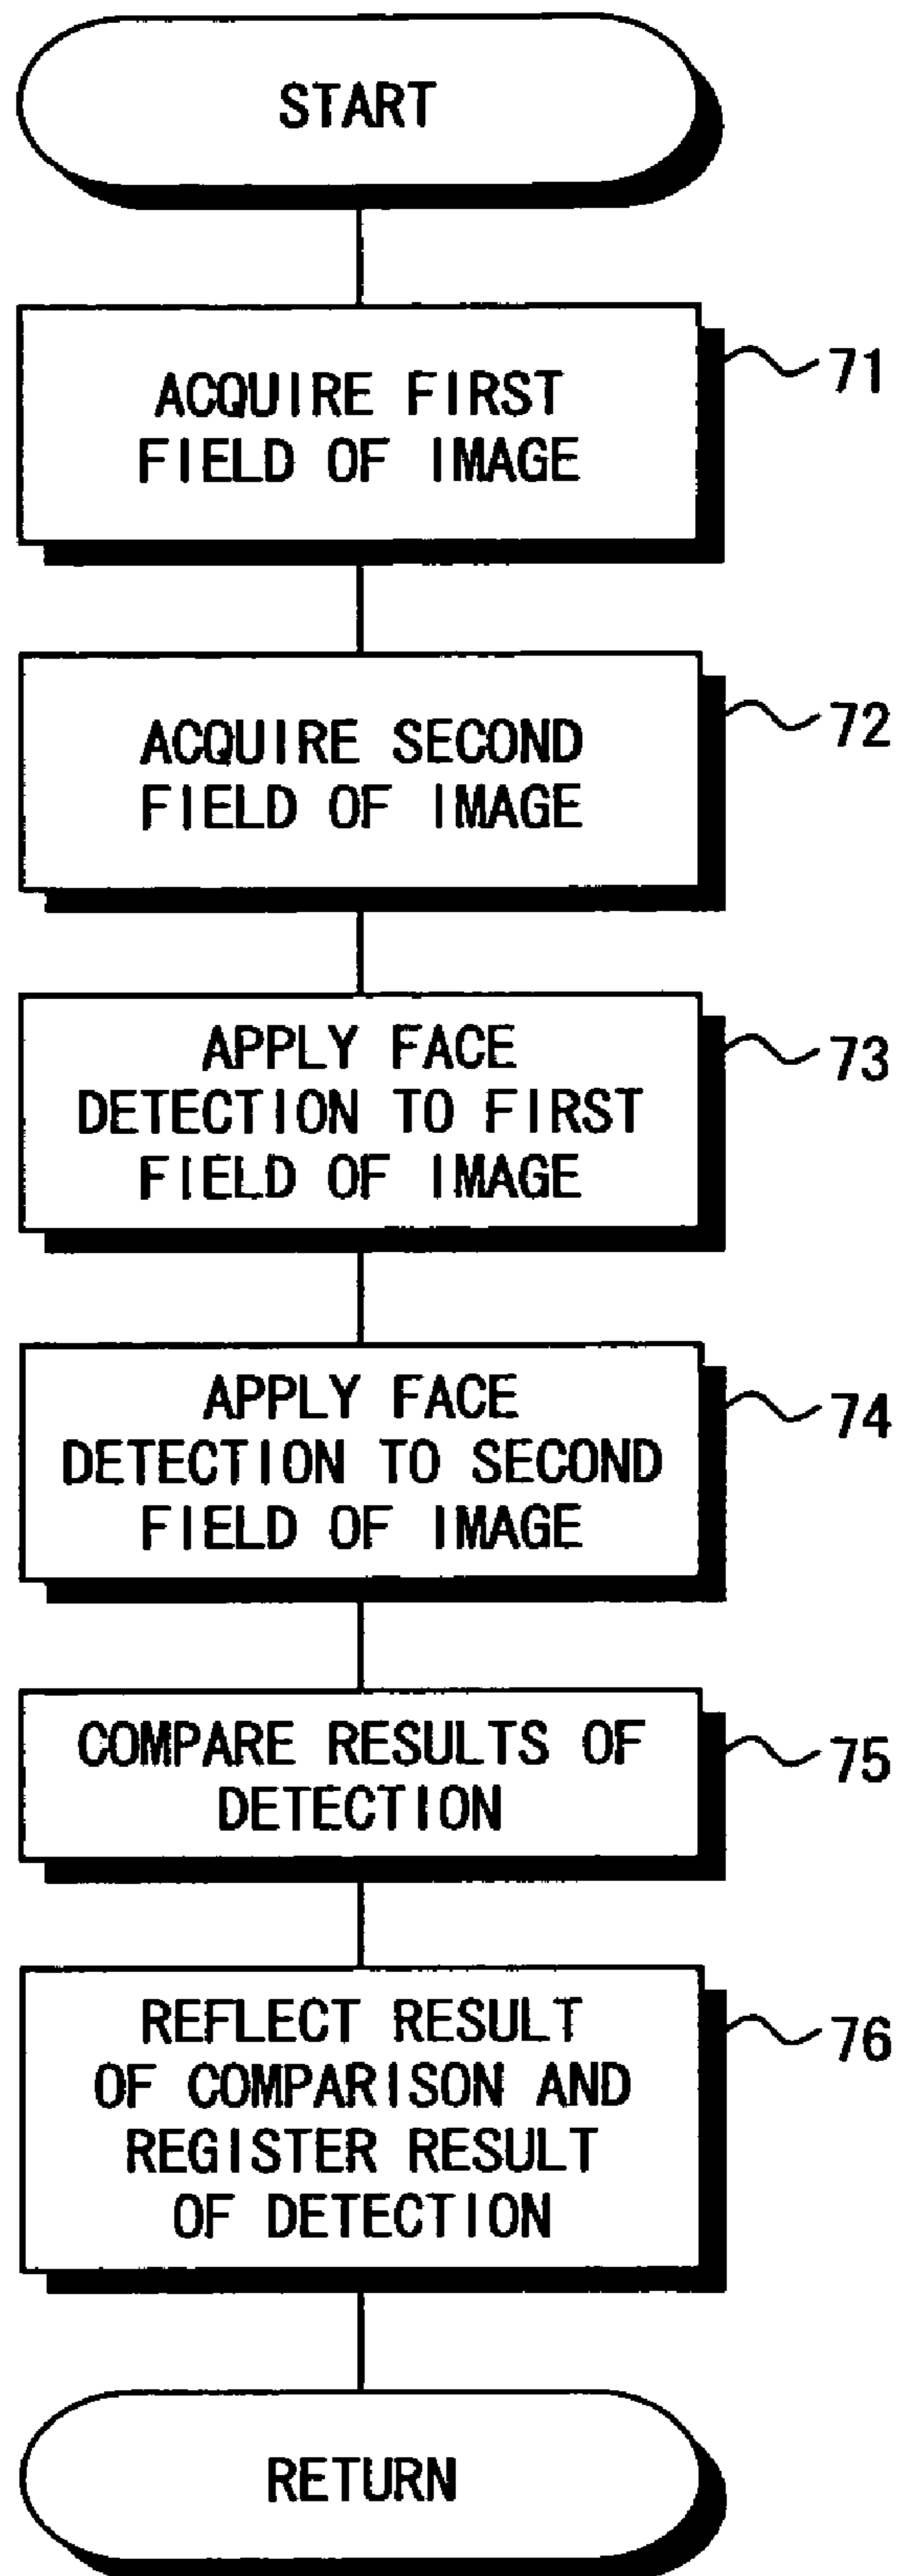 START
ACQUIRE FIRST
FIELD OF IMAGE
71
ACQUIRE SECOND
FIELD OF IMAGE
72
APPLY FACE
DETECTION TO FIRST
FIELD OF IMAGE
73
APPLY FACE
DETECTION TO SECOND
FIELD OF IMAGE
74
COMPARE RESULTS OF
DETECTION
75
REFLECT RESULT
OF COMPARISON AND
REGISTER RESULT
OF DETECTION
76
RETURN